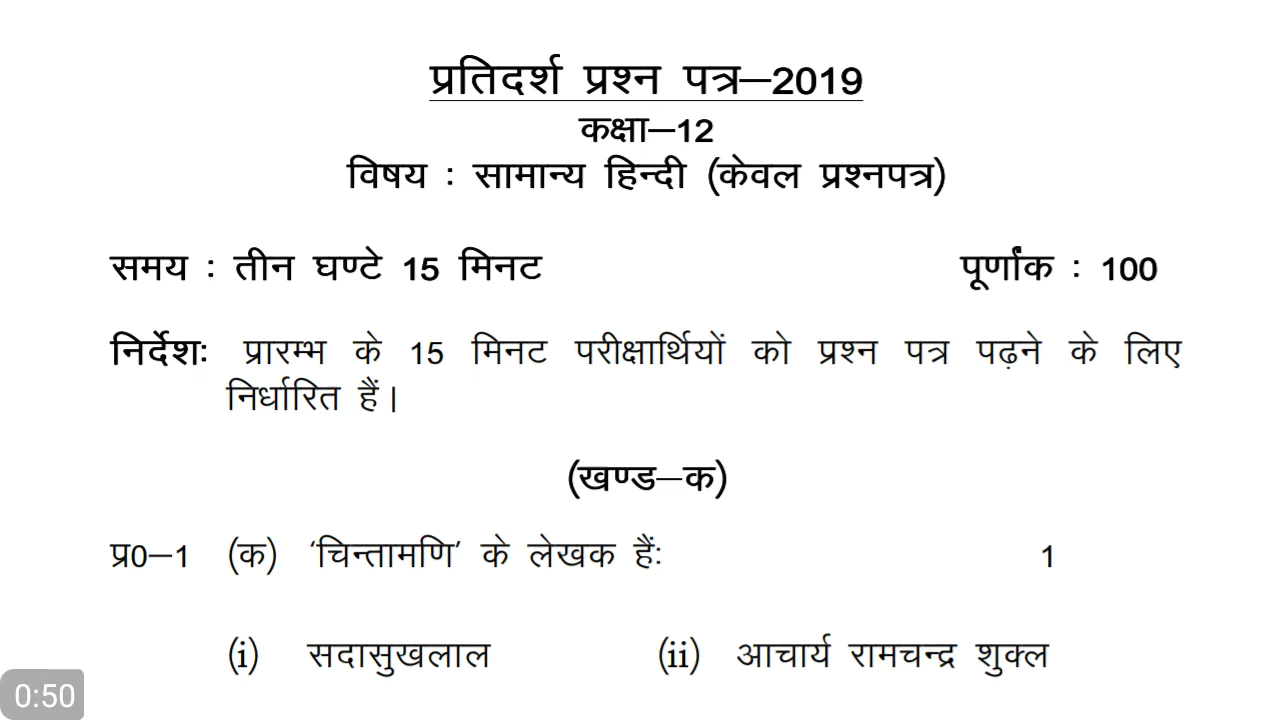 प्रतिदर्श प्रश्न पत्र–2019
कक्षा–12
विषय : सामान्य हिन्दी (केवल प्रश्नपत्र)
समय : तीन घण्टे 15 मिनट पूर्णांक : 100
निर्देशः प्रारम्भ के 15 मिनट परीक्षार्थियों को प्रश्न पत्र पढ़ने के लिए
निर्धारित हैं।
(खण्ड–क)
प्र0–1 (क) ‘चिन्तामणि’ के लेखक हैंः 1
(i) सदासुखलाल (ii) आचार्य रामचन्द्र शुक्ल
0:50